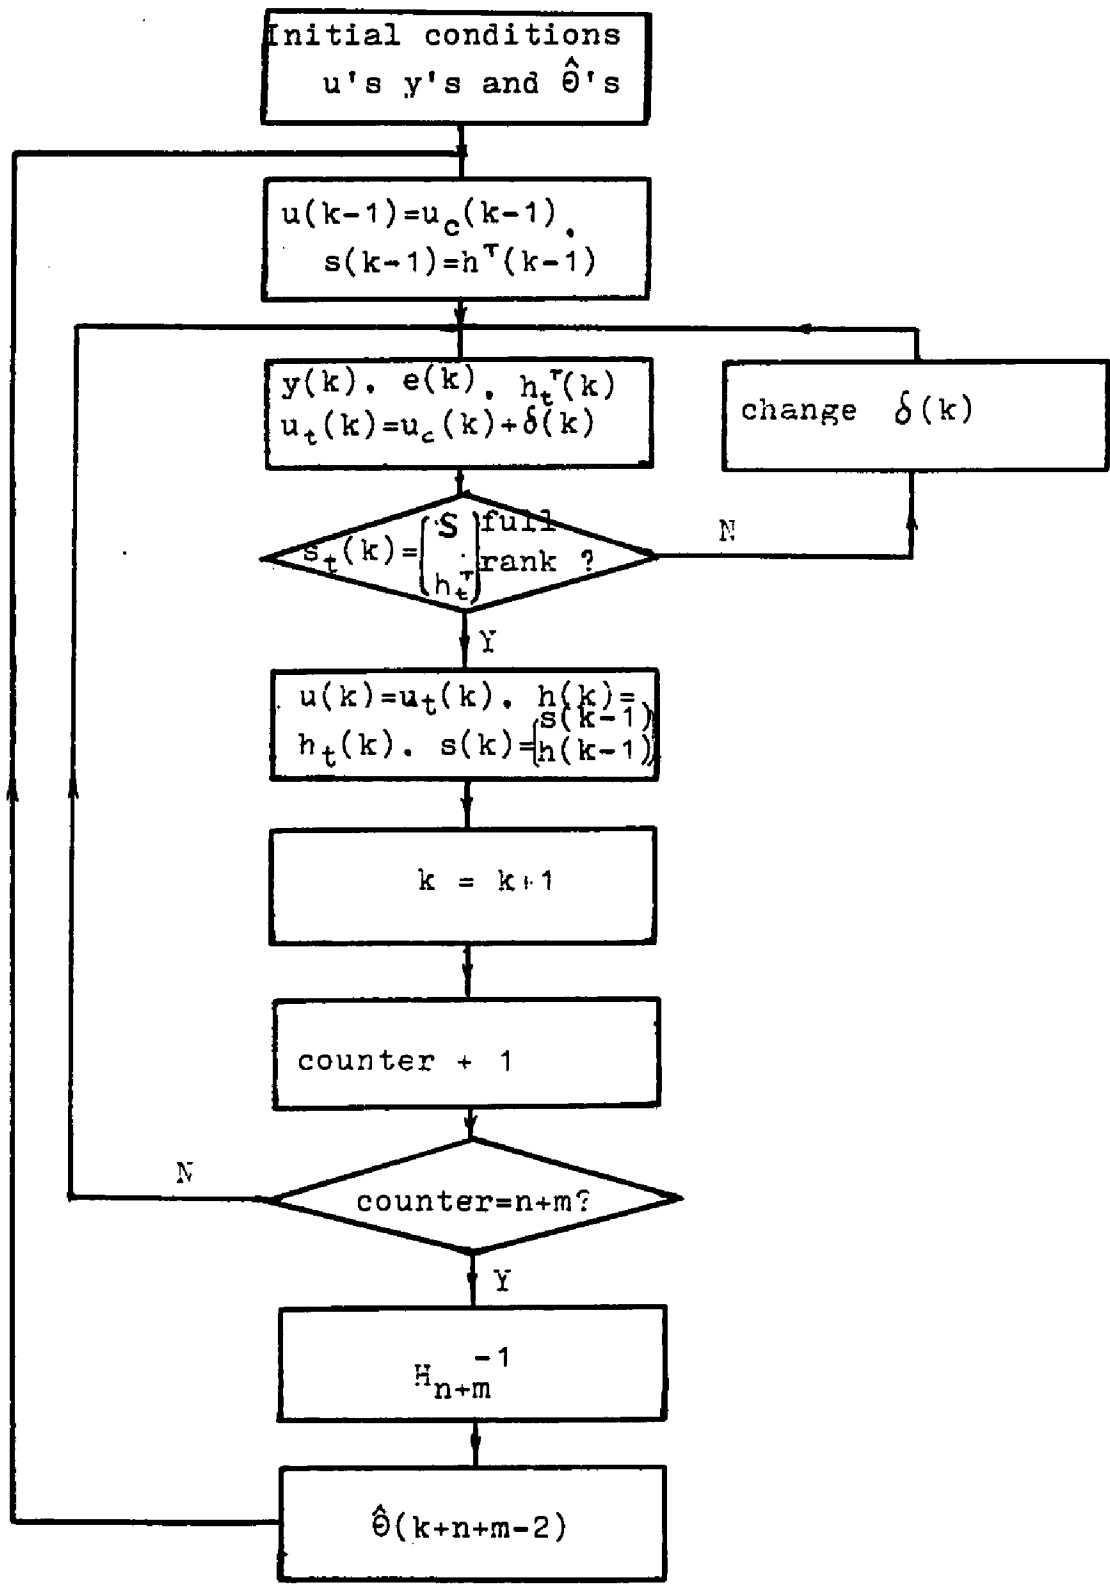 Initial conditions
u's y's and θ̂'s
u(k-1)=u_c(k-1).
s(k-1)=h^T(k-1)
y(k). e(k). h_t^T(k)
u_t(k)=u_c(k)+δ(k)
change δ(k)
s_t(k)=(S h_t^T) full
rank ?
N
Y
u(k)=u_t(k). h(k)=
h_t(k). s(k)=[s(k-1)
h(k-1)]
k = k+1
counter + 1
N
counter=n+m?
Y
H_{n+m}^{-1}
θ̂(k+n+m-2)